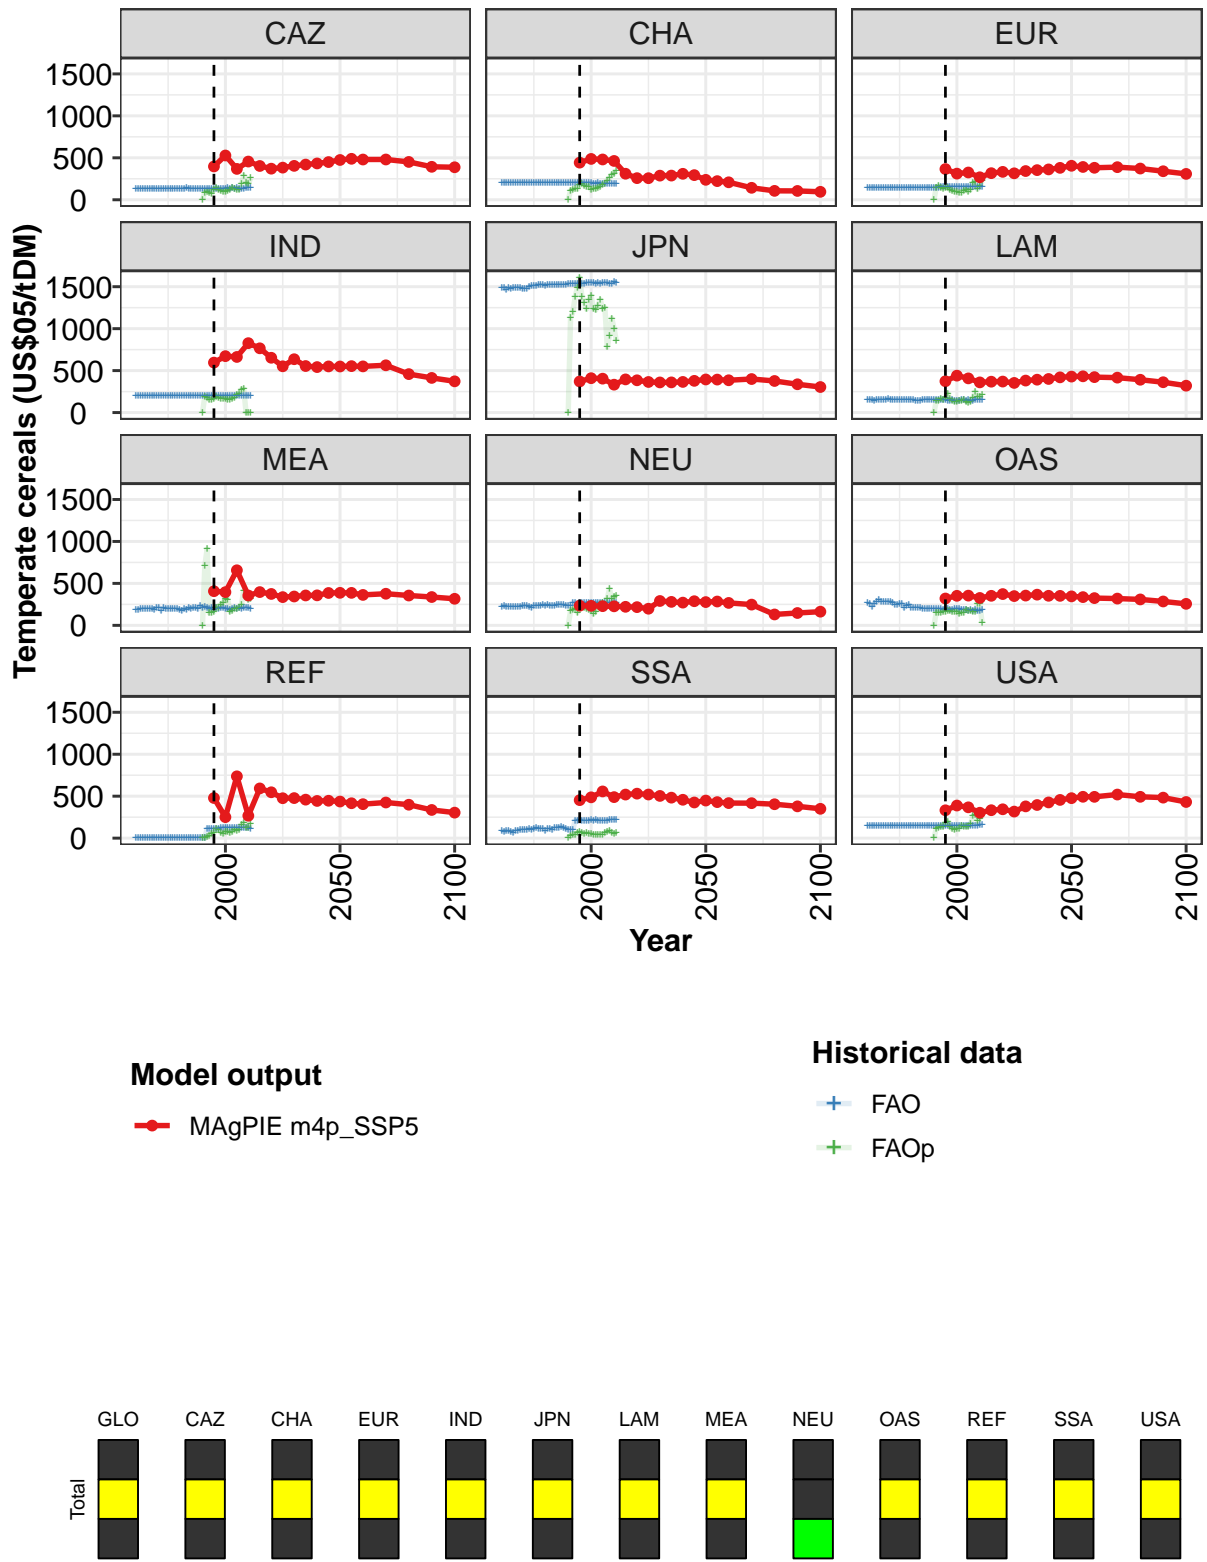 CAZ CHA EUR
1500
1000
500
0
IND JPN LAM
1500
1000
500
0
MEA NEU OAS
1500
1000
500
0
REF SSA USA
1500
1000
500
0
Temperate cereals (US$05/tDM)
2000 2050 2100 2000 2050 2100 2000 2050 2100
Year
Model output
MAgPIE m4p_SSP5
Historical data
FAO
FAOp
GLO CAZ CHA EUR IND JPN LAM MEA NEU OAS REF SSA USA
Total